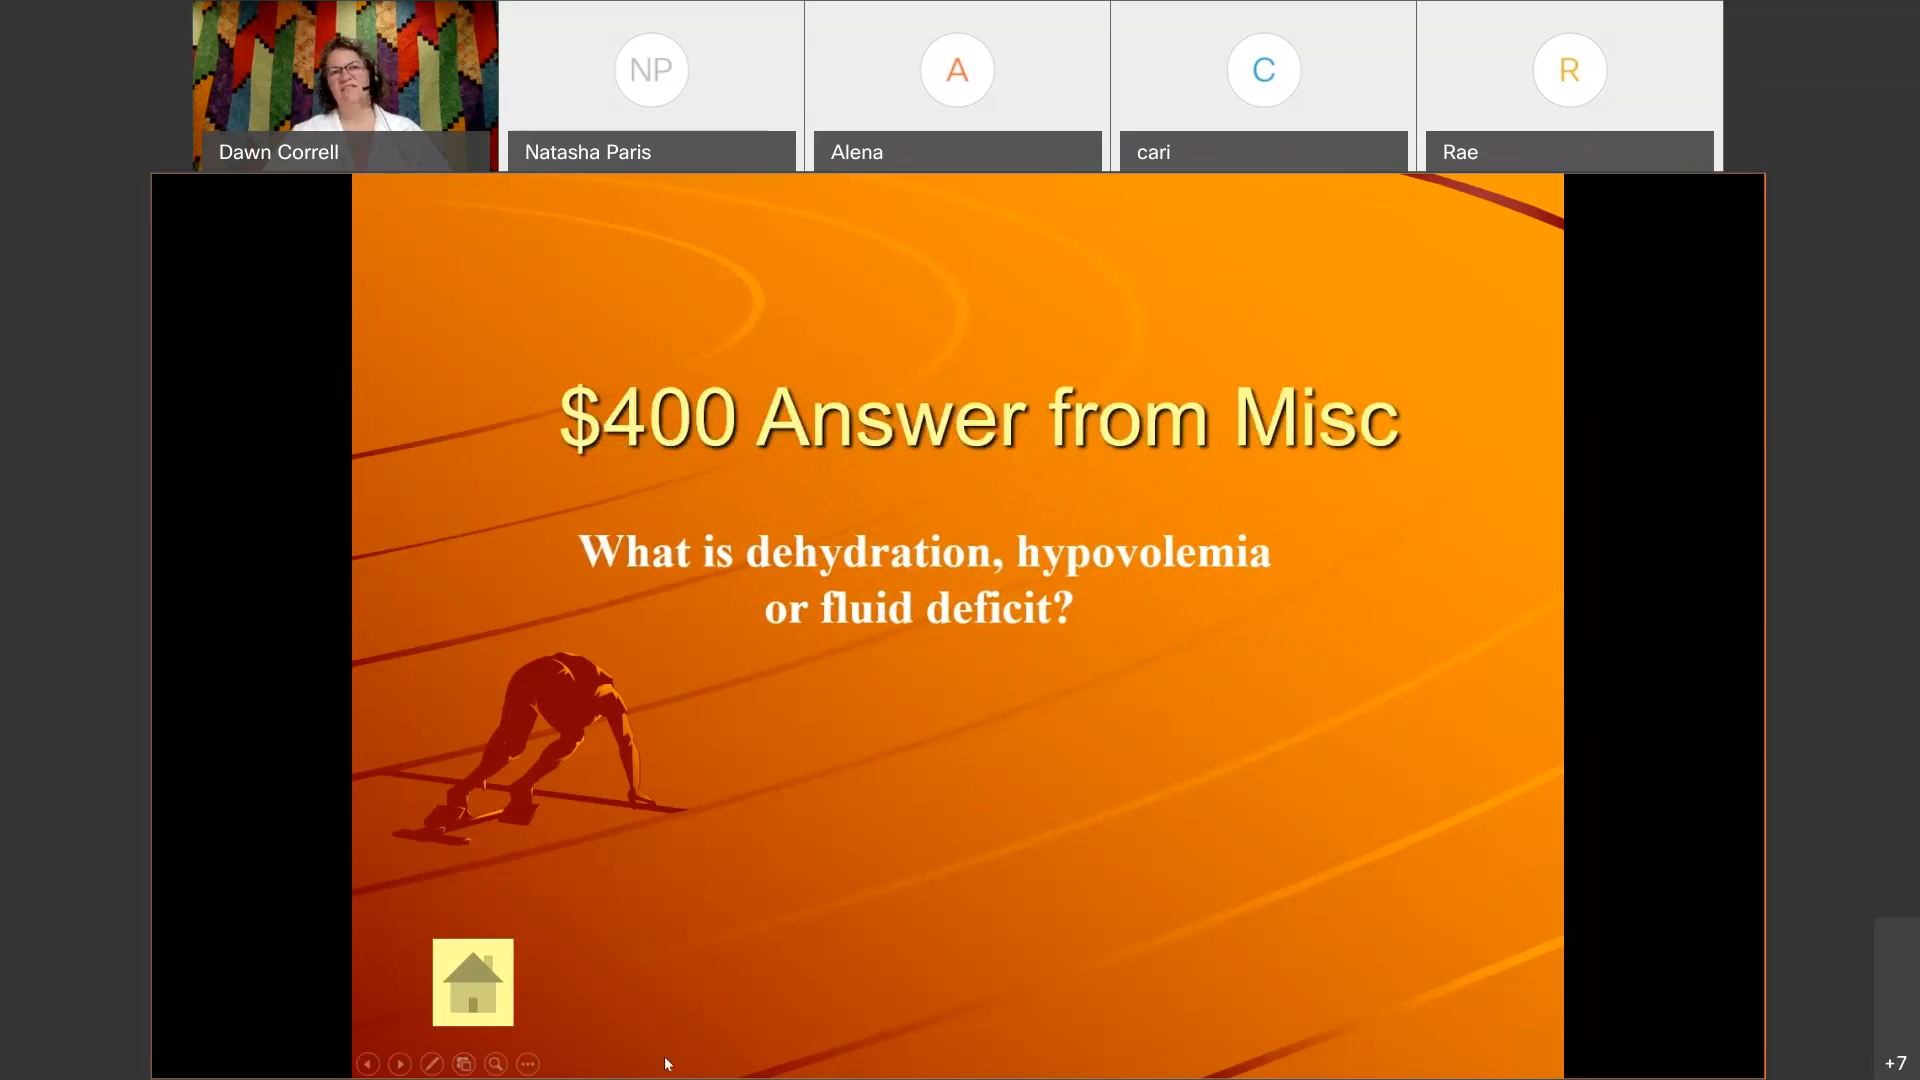 NP
A
C
R
Dawn Correll
Natasha Paris
Alena
cari
Rae
$400 Answer from Misc
What is dehydration, hypovolemia
or fluid deficit?
+7